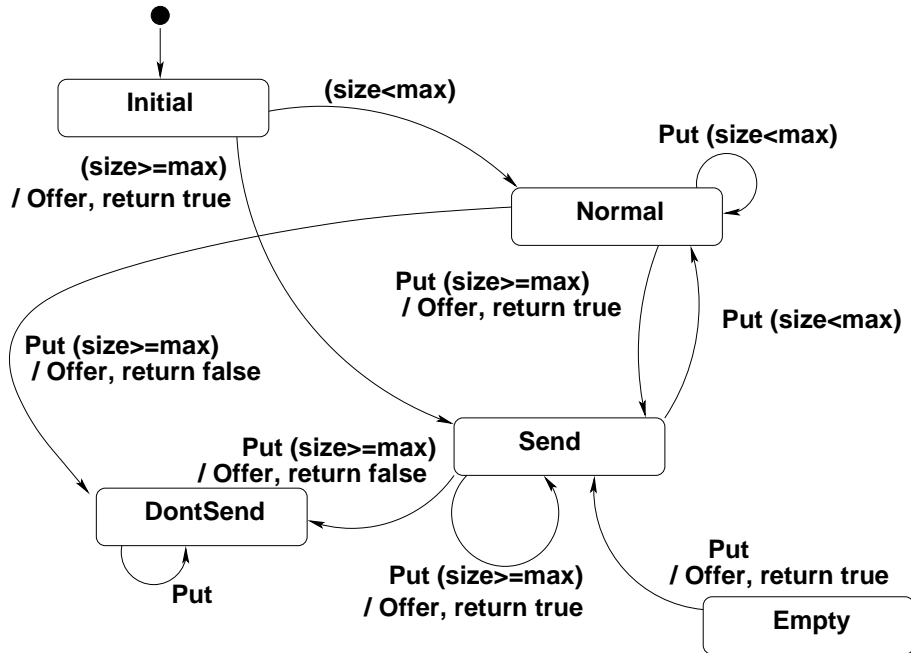 Initial
(size<max)
(size>=max)
/ Offer, return true
Put (size<max)
Normal
Put (size>=max)
/ Offer, return true
Put (size<max)
Put (size>=max)
/ Offer, return false
Send
Put (size>=max)
/ Offer, return false
DontSend
Put
Put (size>=max)
/ Offer, return true
Put
/ Offer, return true
Empty